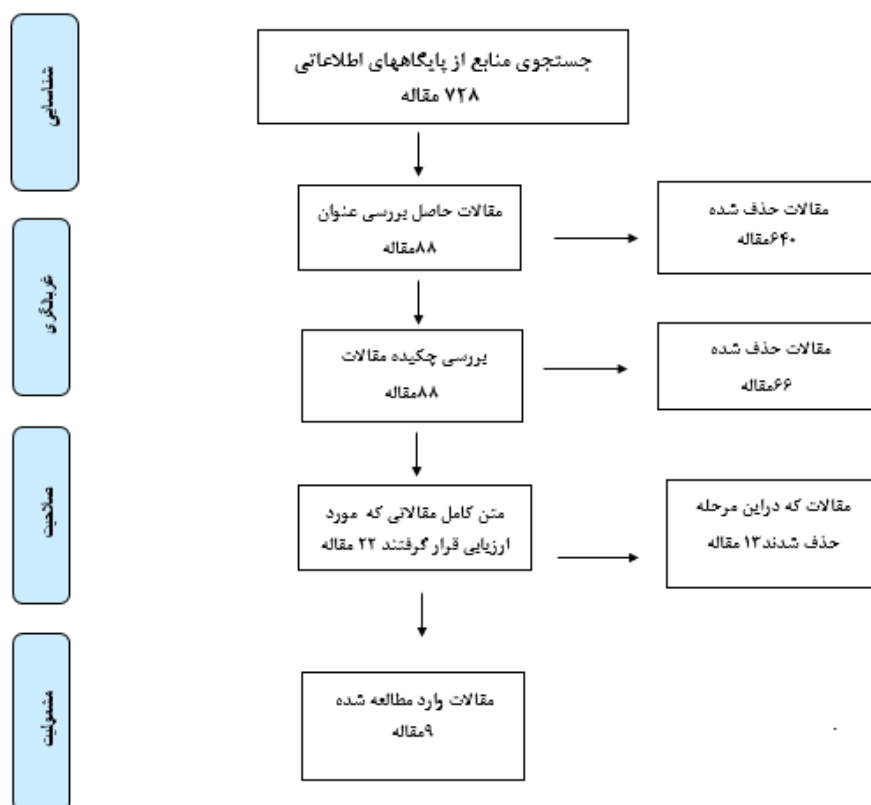 شناسایی
جستجوی منابع از پایگاههای اطلاعاتی
۷۲۸ مقاله
مقالات حاصل بررسی عنوان
۸۸مقاله
مقالات حذف شده
۶۴۰مقاله
غربالگری
بررسی چکیده مقالات
۸۸مقاله
مقالات حذف شده
۶۶مقاله
صلاحیت
متن کامل مقالاتی که مورد
ارزیابی قرار گرفتند ۲۲ مقاله
مقالات که دراین مرحله
حذف شدند۱۳ مقاله
مشمولیت
مقالات وارد مطالعه شده
۹مقاله